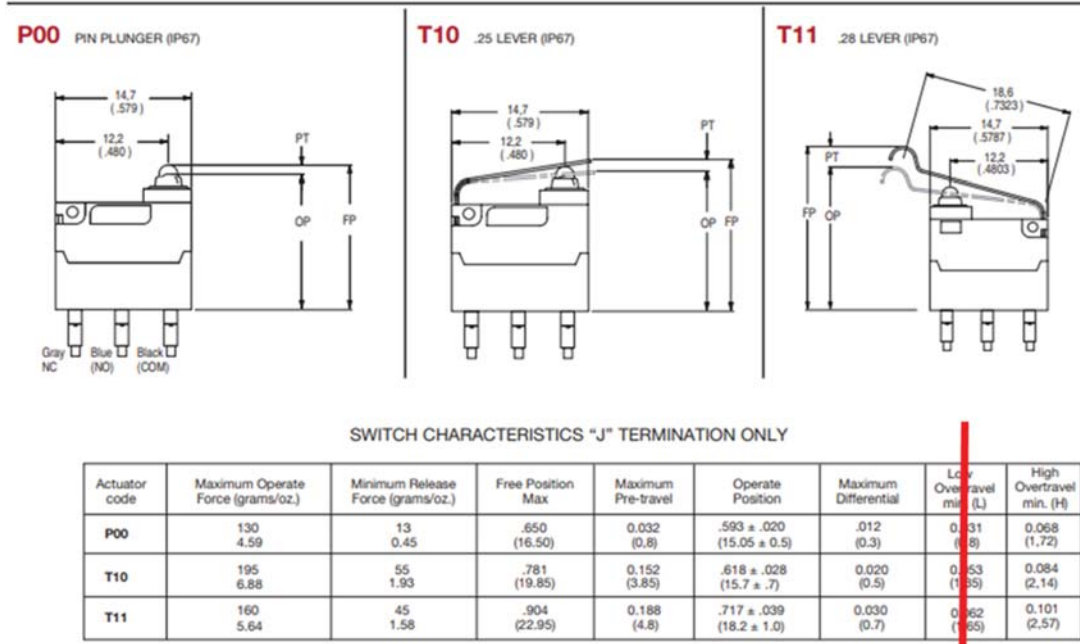 P00 PIN PLUNGER (IP67)
14,7
(.579)
12,2
(.480)
PT
OP
FP
Gray
NC
Blue
(NO)
Black
(COM)
T10 .25 LEVER (IP67)
14,7
(.579)
12,2
(.480)
PT
OP FP
T11 .28 LEVER (IP67)
18,6
(.7323)
14,7
(.5787)
12,2
(.4803)
PT
FP OP
SWITCH CHARACTERISTICS “J” TERMINATION ONLY
Actuator code
Maximum Operate Force (grams/oz.)
Minimum Release Force (grams/oz.)
Free Position Max
Maximum Pre-travel
Operate Position
Maximum Differential
Low Overtravel min. (L)
High Overtravel min. (H)
P00 130 13 .650 0.032 .593 ± .020 .012 0.068
4.59 0.45 (16.50) (0,8) (15.05 ± 0.5) (0.3) (1,72)
T10 195 55 .781 0.152 .618 ± .028 0.020 0.084
6.88 1.93 (19.85) (3.85) (15.7 ± .7) (0.5) (2,14)
T11 160 45 .904 0.188 .717 ± .039 0.030 0.101
5.64 1.58 (22.95) (4.8) (18.2 ± 1.0) (0.7) (2,57)